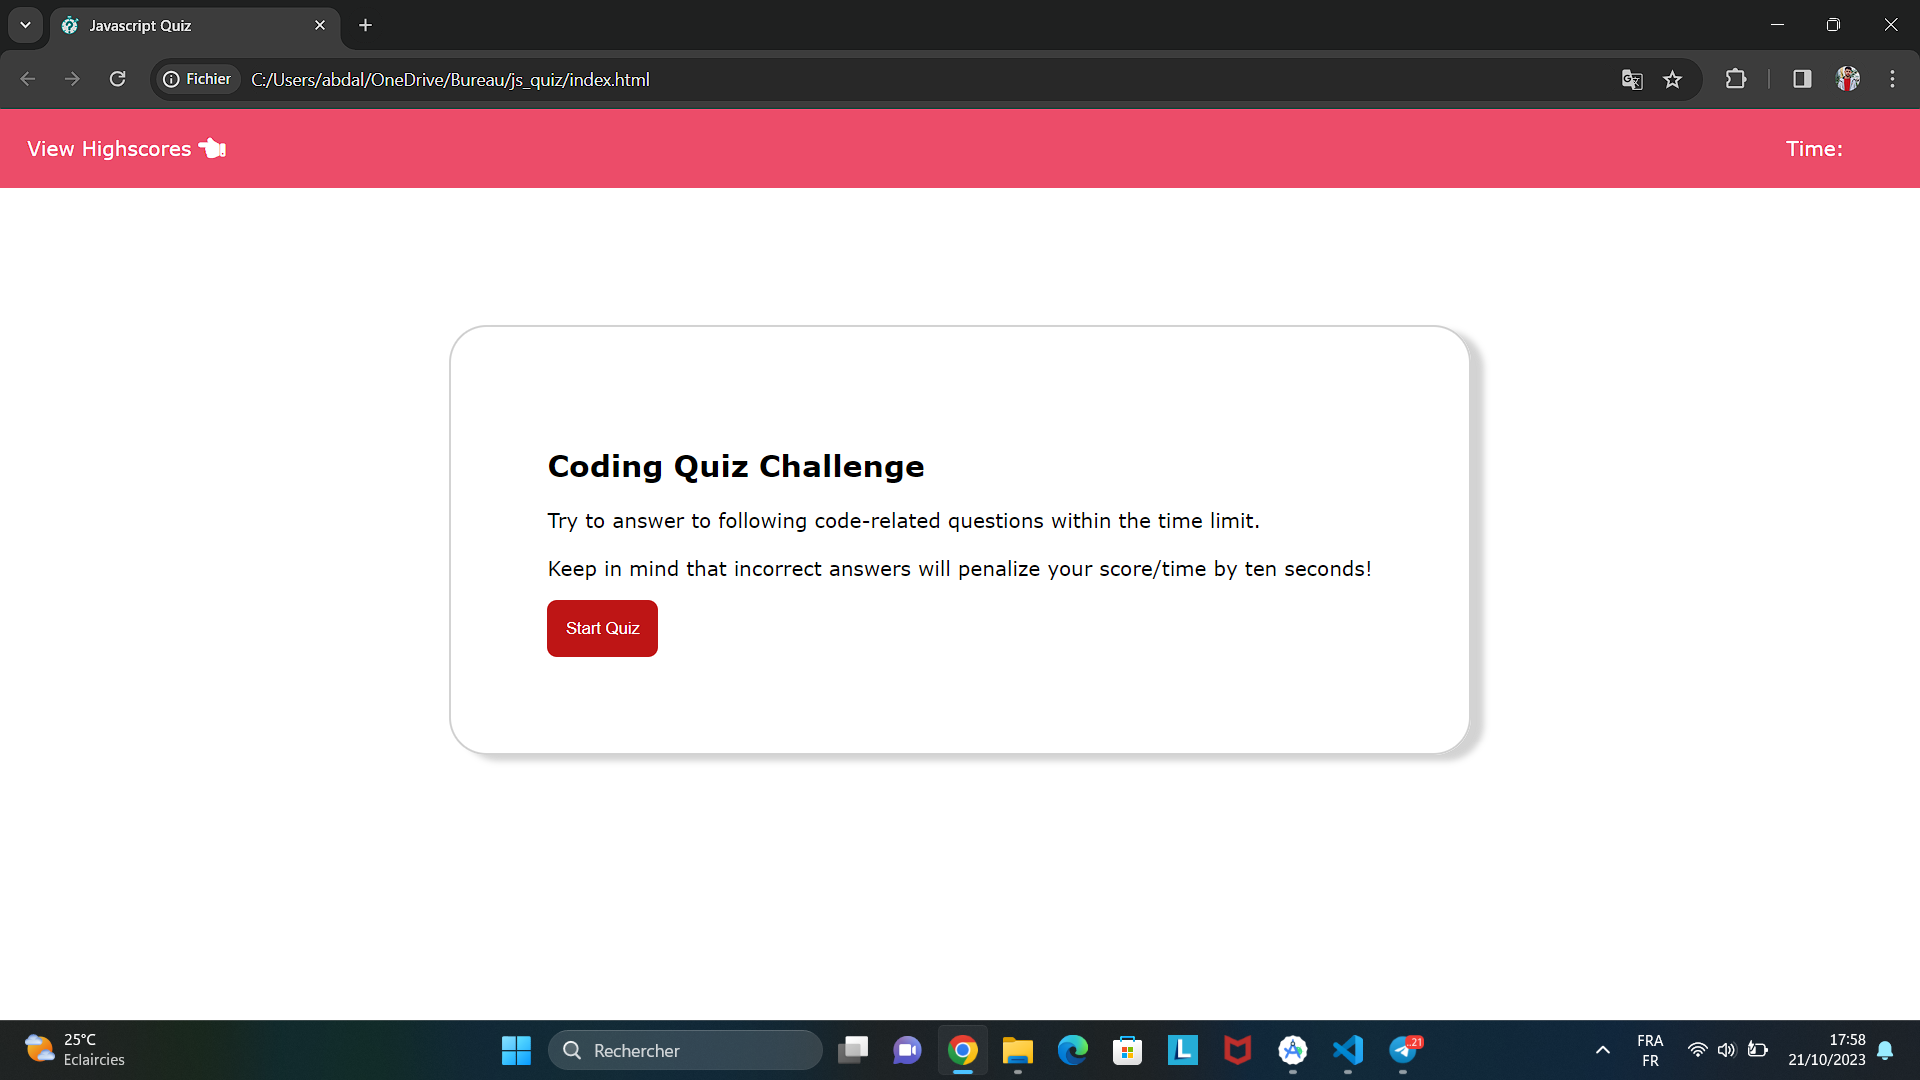 Javascript Quiz
Fichier C:/Users/abdal/OneDrive/Bureau/js_quiz/index.html
View Highscores
Time:
Coding Quiz Challenge
Try to answer to following code-related questions within the time limit.
Keep in mind that incorrect answers will penalize your score/time by ten seconds!
Start Quiz
25°C
Eclaircies
Rechercher
21
FRA
FR
17:58
21/10/2023